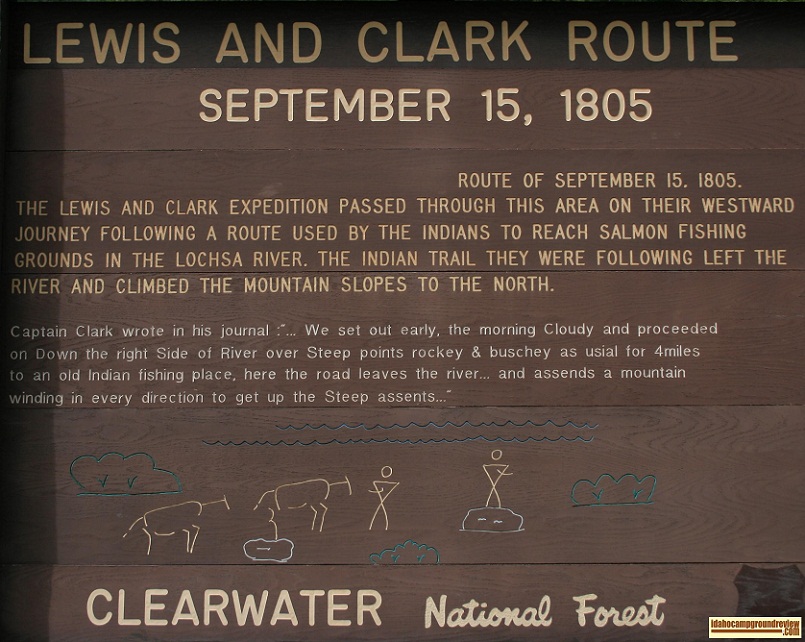 LEWIS AND CLARK ROUTE
SEPTEMBER 15, 1805
ROUTE OF SEPTEMBER 15. 1805.
THE LEWIS AND CLARK EXPEDITION PASSED THROUGH THIS AREA ON THEIR WESTWARD
JOURNEY FOLLOWING A ROUTE USED BY THE INDIANS TO REACH SALMON FISHING
GROUNDS IN THE LOCHSA RIVER. THE INDIAN TRAIL THEY WERE FOLLOWING LEFT THE
RIVER AND CLIMBED THE MOUNTAIN SLOPES TO THE NORTH.
Captain Clark wrote in his journal :"... We set out early, the morning Cloudy and proceeded
on Down the right Side of River over Steep points rockey & buschey as usial for 4miles
to an old Indian fishing place, here the road leaves the river... and assends a mountain
winding in every direction to get up the Steep assents..."
CLEARWATER National Forest
idahocampgroundreview
.com